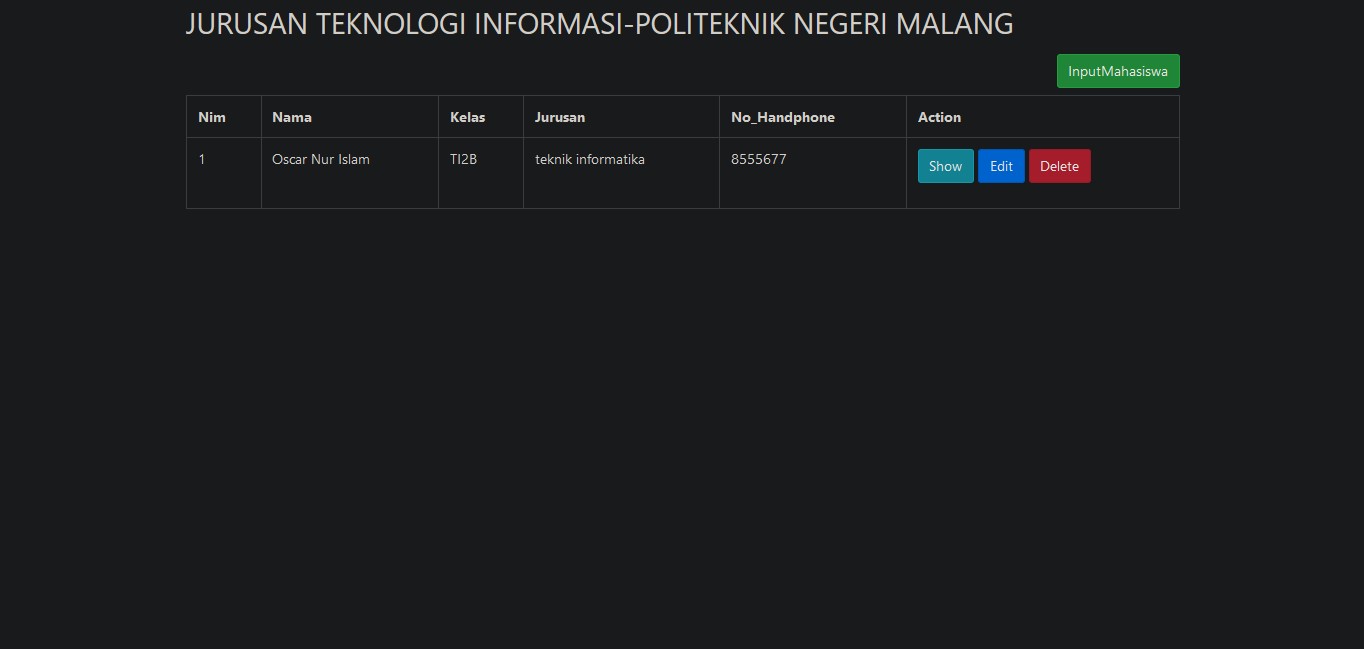 JURUSAN TEKNOLOGI INFORMASI-POLITEKNIK NEGERI MALANG
InputMahasiswa
Nim Nama Kelas Jurusan No_Handphone Action
1 Oscar Nur Islam TI2B teknik informatika 8555677 Show Edit Delete